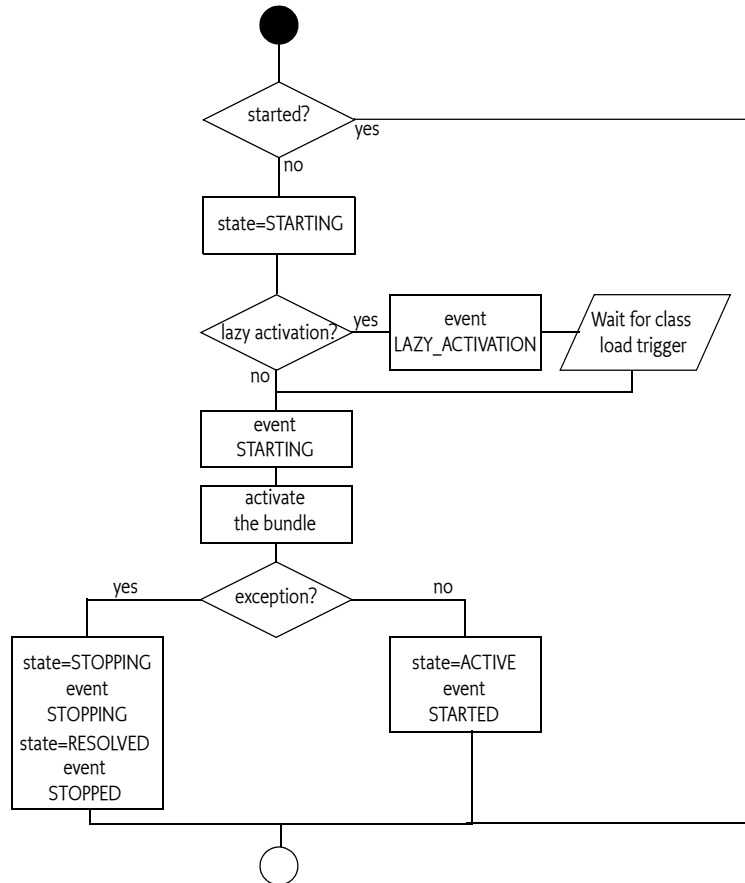 started?
yes
no
state=STARTING
lazy activation?
yes
event
LAZY_ACTIVATION
Wait for class
load trigger
no
event
STARTING
activate
the bundle
yes
exception?
no
state=STOPPING
event
STOPPING
state=RESOLVED
event
STOPPED
state=ACTIVE
event
STARTED